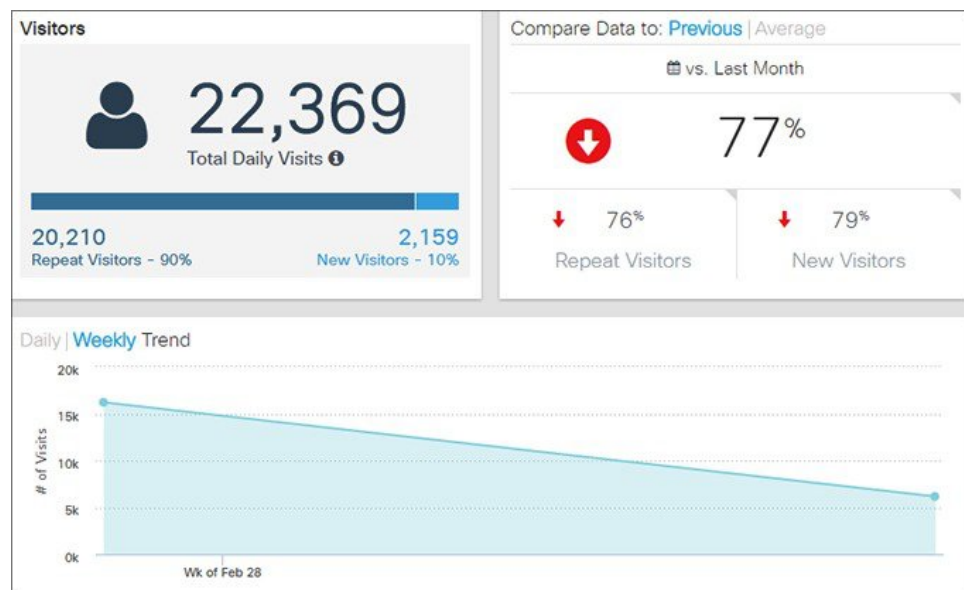 Visitors
22,369
Total Daily Visits
20,210
Repeat Visitors - 90%
2,159
New Visitors - 10%
Compare Data to: Previous | Average
vs. Last Month
77%
76%
Repeat Visitors
79%
New Visitors
Daily | Weekly Trend
# of Visits
20k
15k
10k
5k
0k
Wk of Feb 28